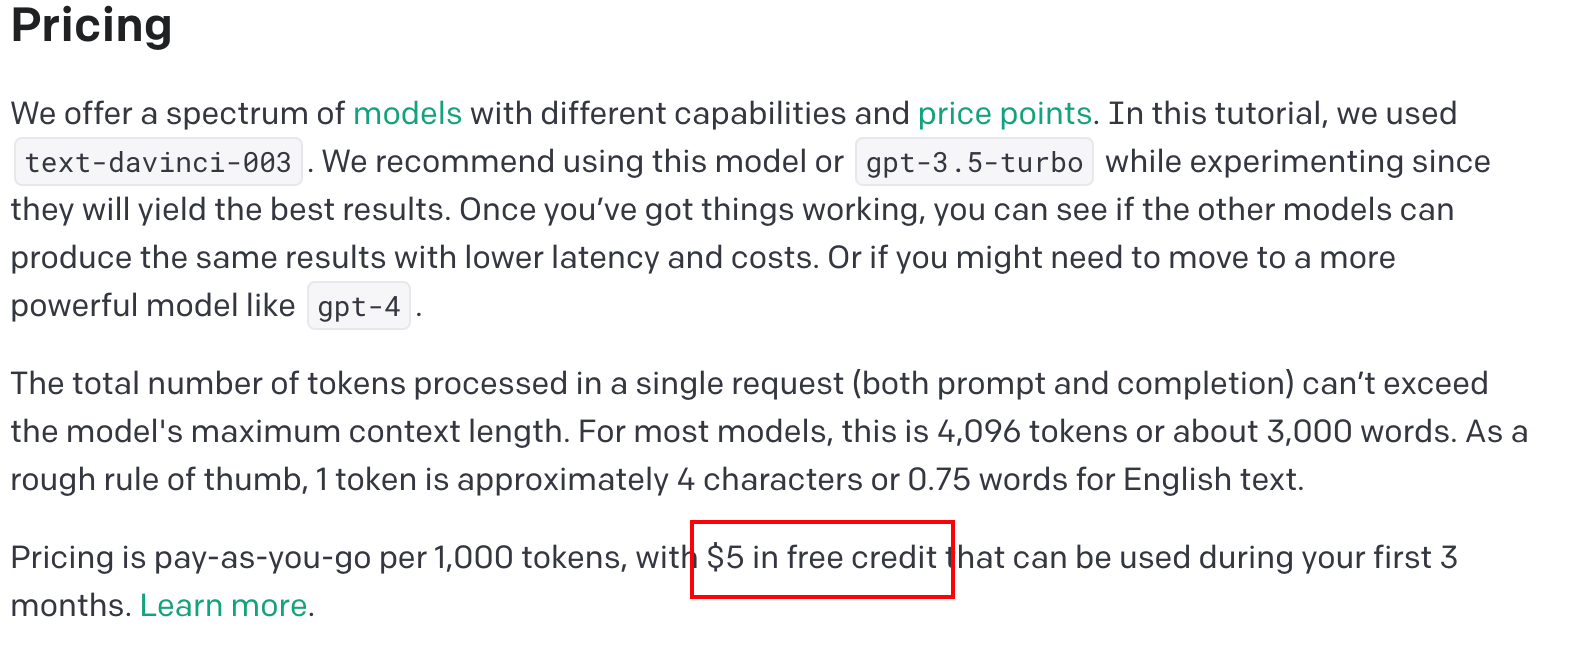 Pricing
We offer a spectrum of models with different capabilities and price points. In this tutorial, we used
text-davinci-003 . We recommend using this model or gpt-3.5-turbo while experimenting since
they will yield the best results. Once you’ve got things working, you can see if the other models can
produce the same results with lower latency and costs. Or if you might need to move to a more
powerful model like gpt-4 .
The total number of tokens processed in a single request (both prompt and completion) can’t exceed
the model's maximum context length. For most models, this is 4,096 tokens or about 3,000 words. As a
rough rule of thumb, 1 token is approximately 4 characters or 0.75 words for English text.
Pricing is pay-as-you-go per 1,000 tokens, with $5 in free credit that can be used during your first 3
months. Learn more.